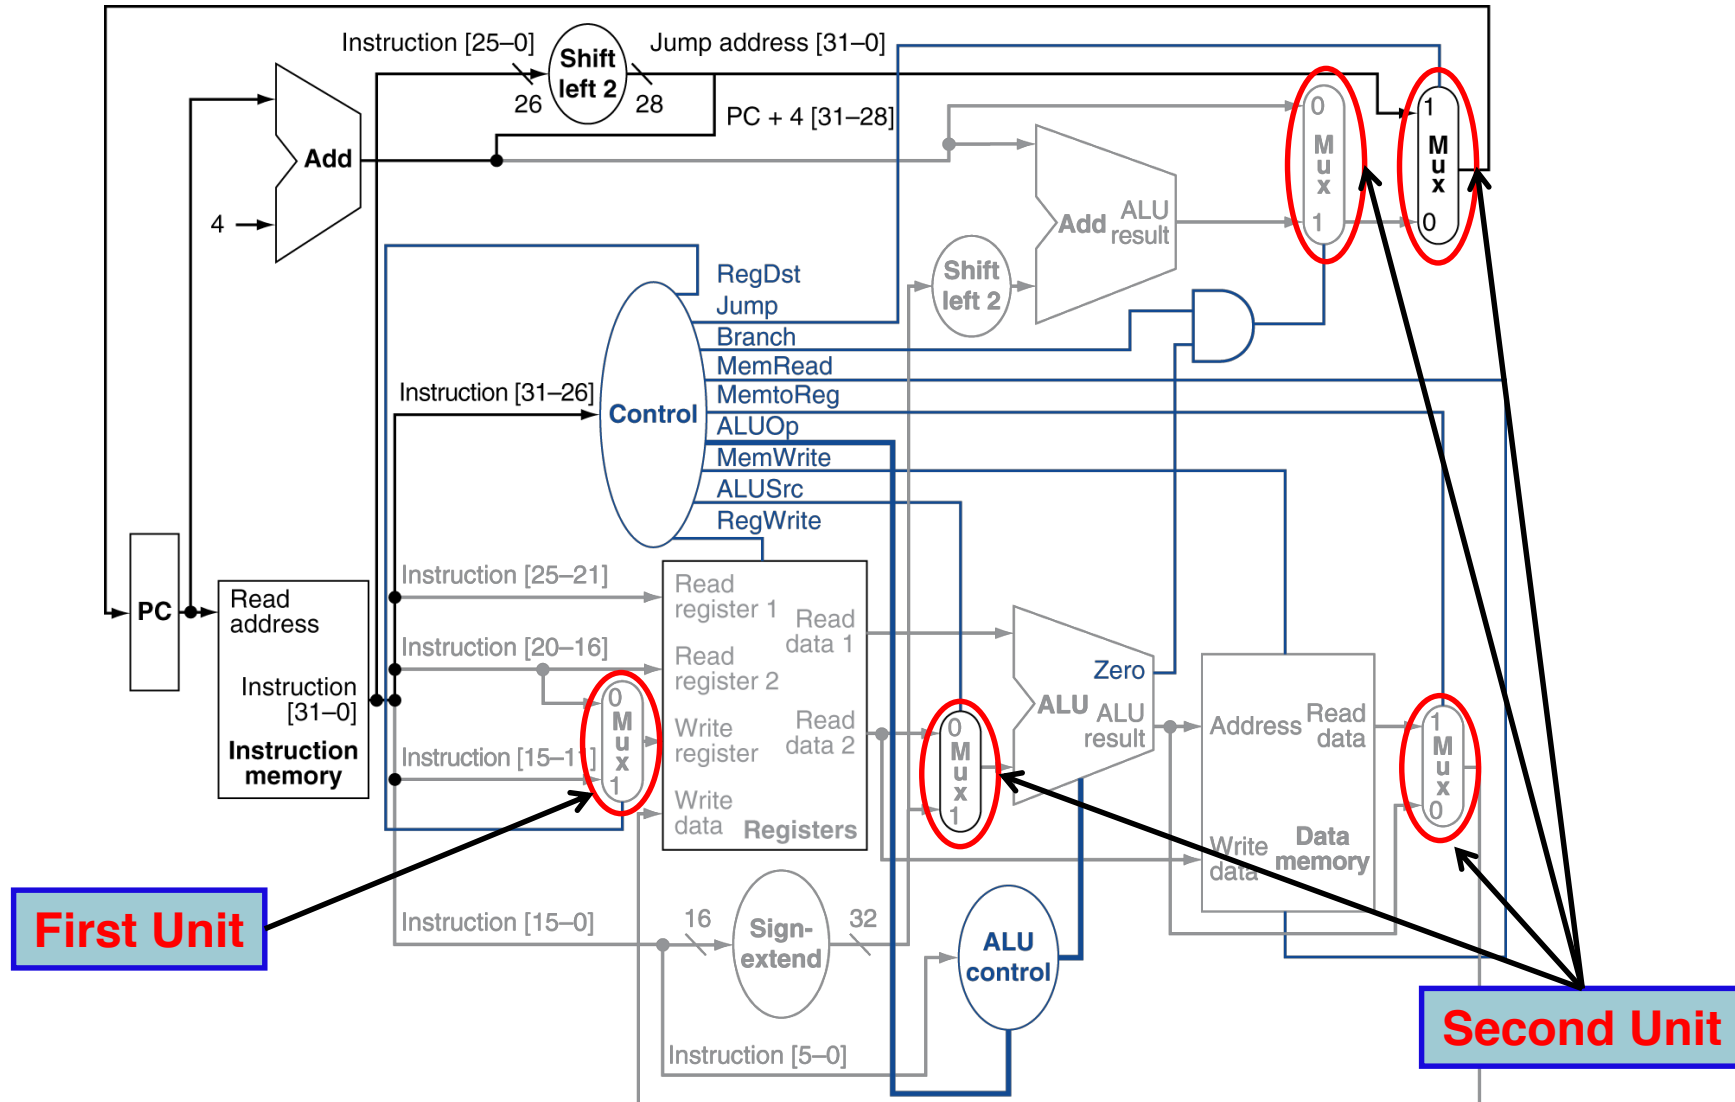 Instruction [25–0]
Shift
left 2
Jump address [31–0]
26
28
PC + 4 [31–28]
Add
4
0
M
u
x
1
1
M
u
x
0
Add
ALU
result
Shift
left 2
RegDst
Jump
Branch
MemRead
MemtoReg
ALUOp
MemWrite
ALUSrc
RegWrite
Instruction [31–26]
Control
PC
Read
address
Instruction
[31–0]
Instruction
memory
Instruction [25–21]
Instruction [20–16]
Instruction [15–11]
0
M
u
x
1
Read
register 1
Read
register 2
Write
register
Write
data
Read
data 1
Read
data 2
Registers
0
M
u
x
1
Zero
ALU
ALU
result
Address
Read
data
Write
data
Data
memory
1
M
u
x
0
First Unit
Instruction [15–0]
16
Sign-
extend
32
ALU
control
Instruction [5–0]
Second Unit